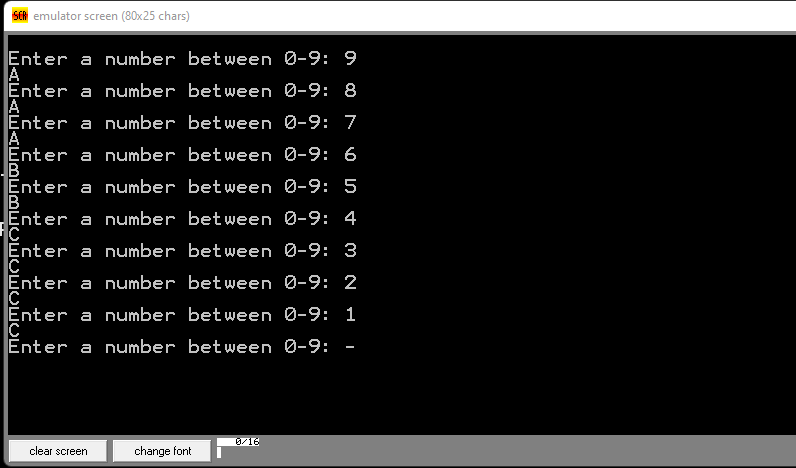 SCR emulator screen (80x25 chars)
Enter a number between 0-9: 9
A
Enter a number between 0-9: 8
A
Enter a number between 0-9: 7
A
Enter a number between 0-9: 6
B
Enter a number between 0-9: 5
B
Enter a number between 0-9: 4
C
Enter a number between 0-9: 3
C
Enter a number between 0-9: 2
C
Enter a number between 0-9: 1
C
Enter a number between 0-9: -
clear screen change font 0/16